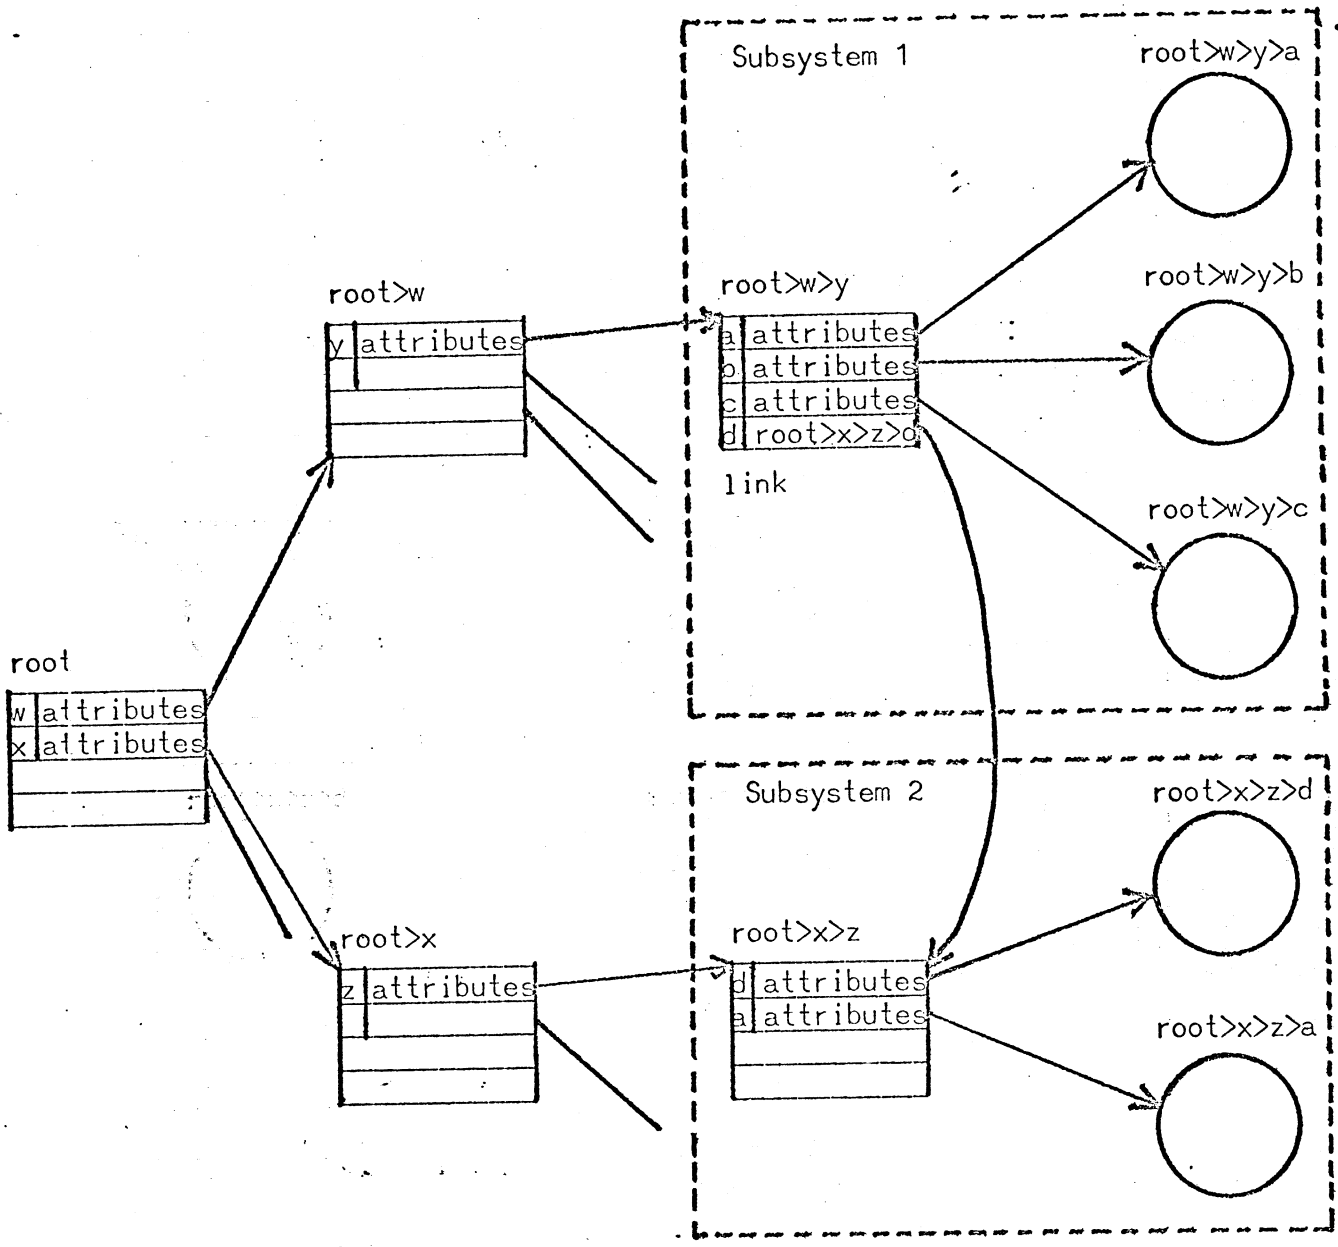 Subsystem 1
root>w>y>a
root>w>y>b
root>w
root>w>y
y attributes
a attributes
b attributes
c attributes
d root>x>z>d
link
root>w>y>c
root
w attributes
x attributes
Subsystem 2
root>x>z>d
root>x
root>x>z
z attributes
d attributes
a attributes
root>x>z>a